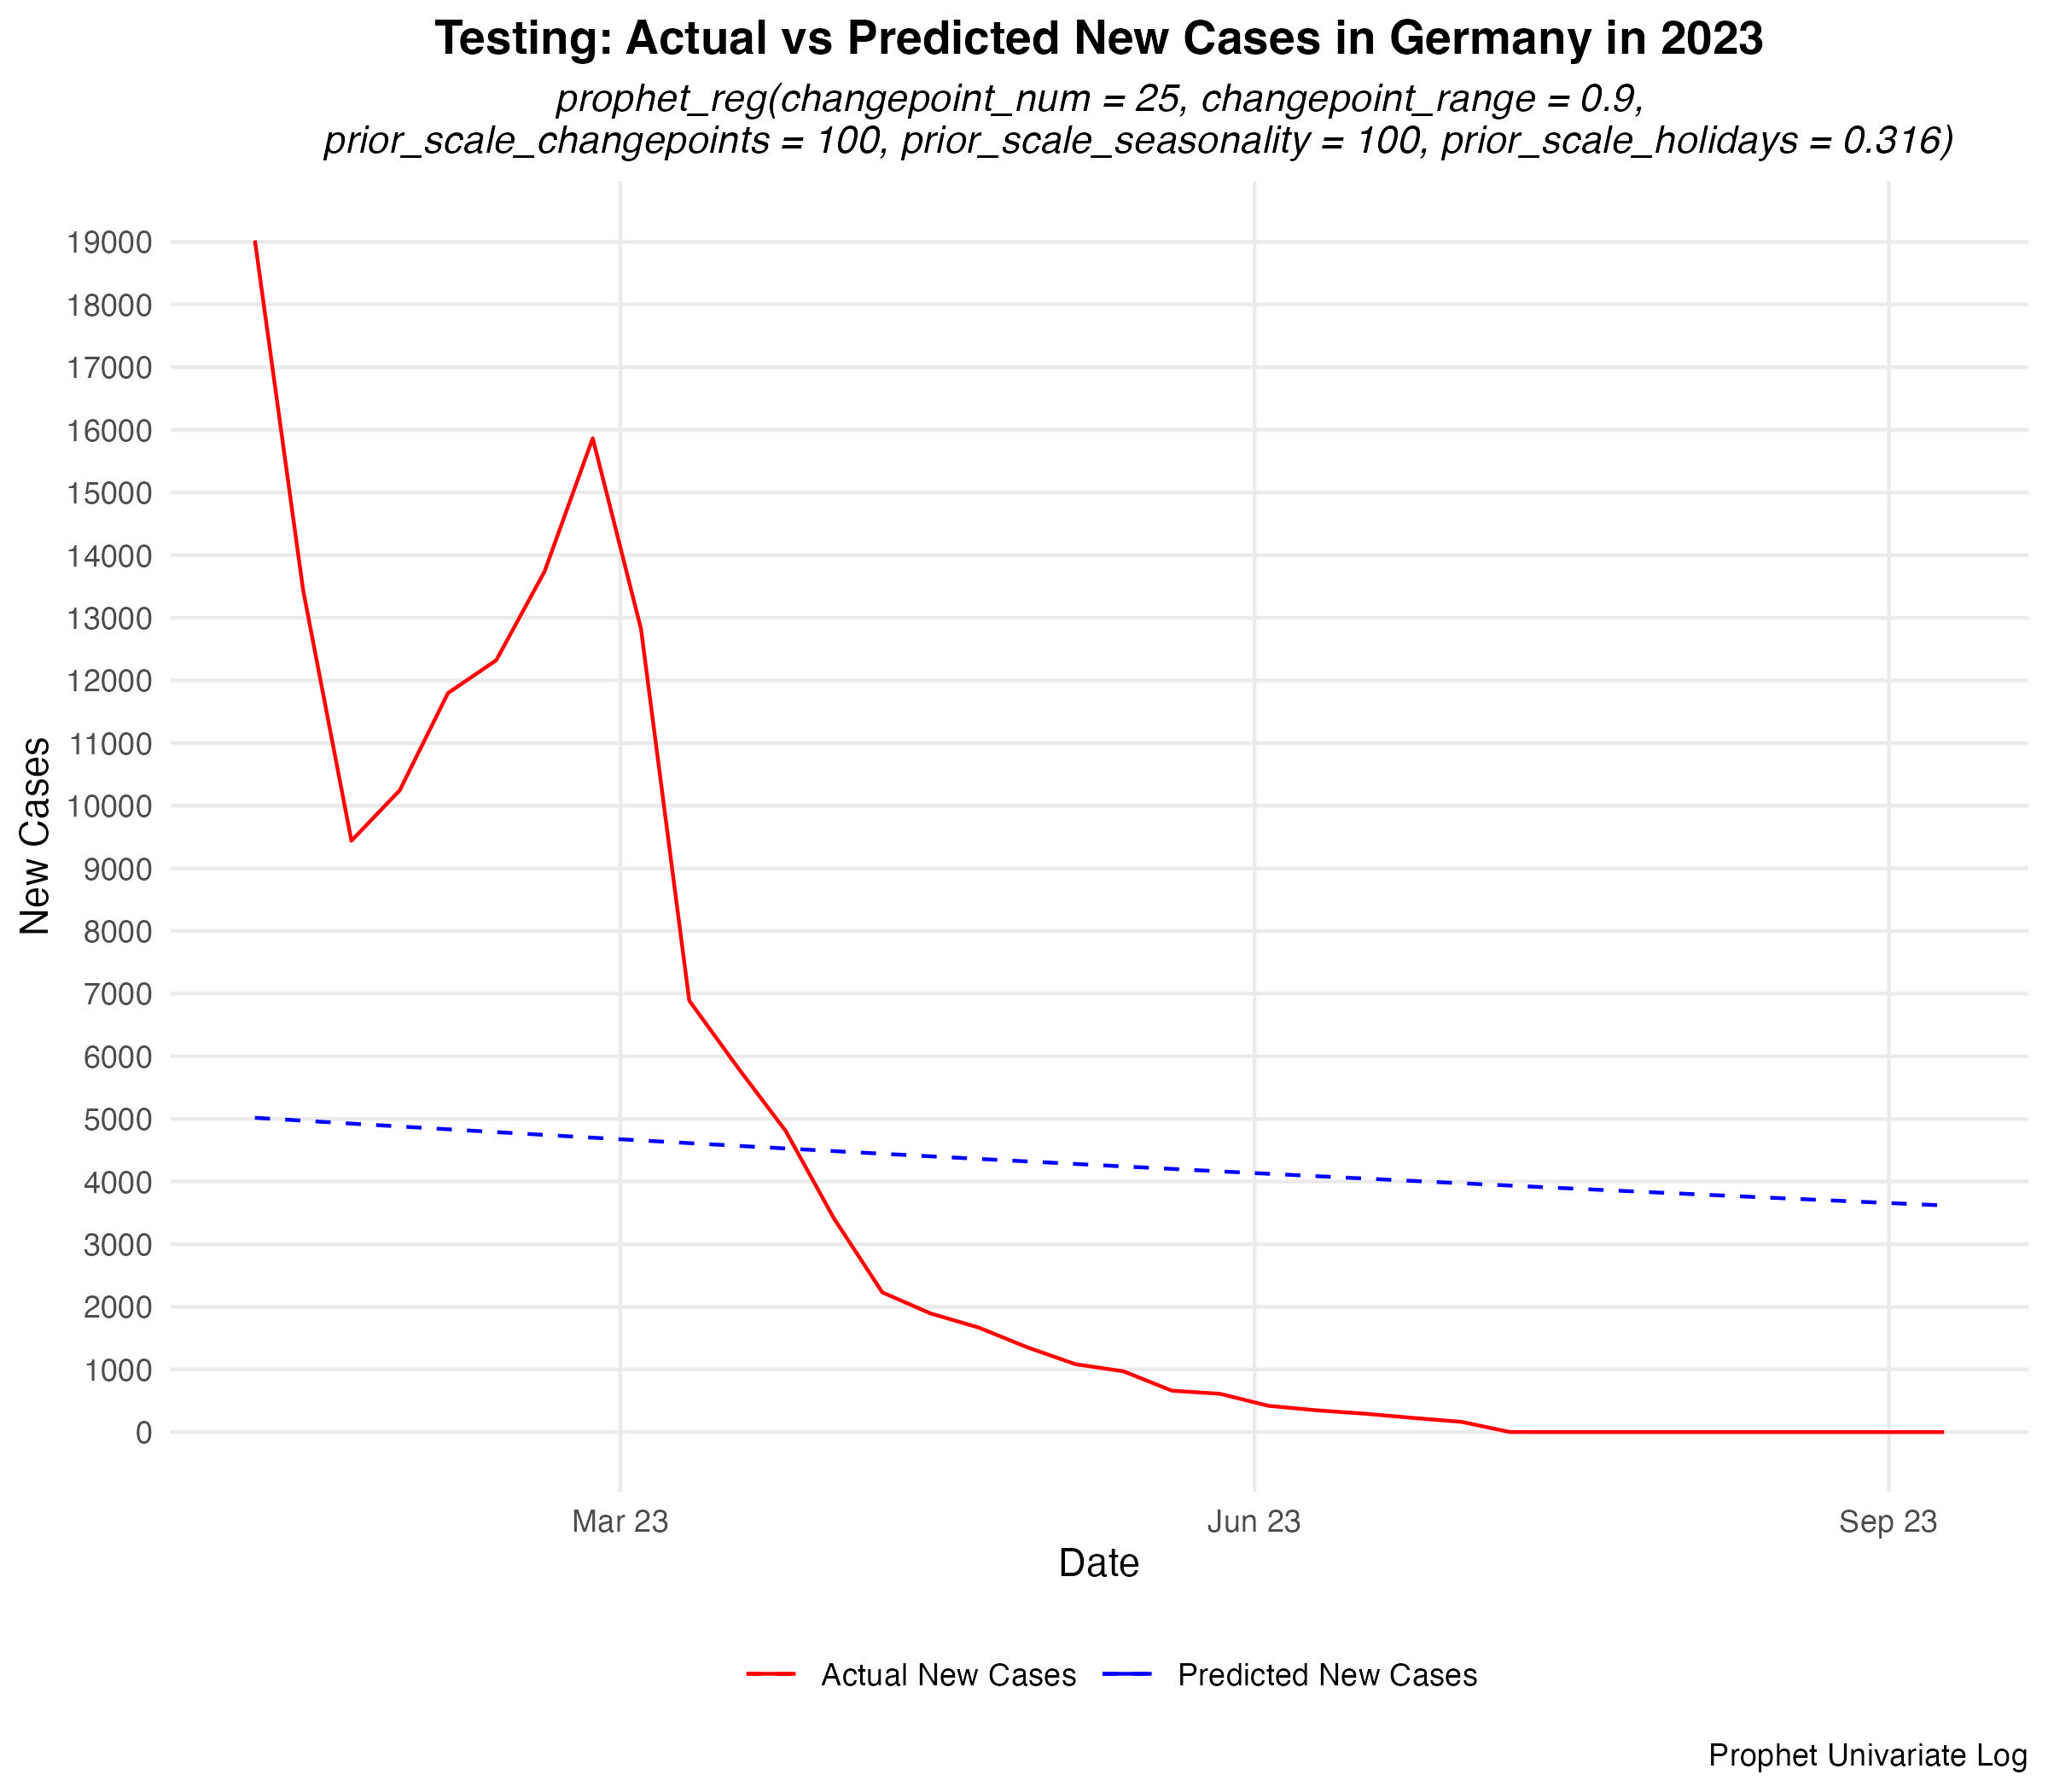 Testing: Actual vs Predicted New Cases in Germany in 2023
prophet_reg(changepoint_num = 25, changepoint_range = 0.9,
prior_scale_changepoints = 100, prior_scale_seasonality = 100, prior_scale_holidays = 0.316)
New Cases
19000
18000
17000
16000
15000
14000
13000
12000
11000
10000
9000
8000
7000
6000
5000
4000
3000
2000
1000
0
Mar 23 Jun 23 Sep 23
Date
Actual New Cases Predicted New Cases
Prophet Univariate Log